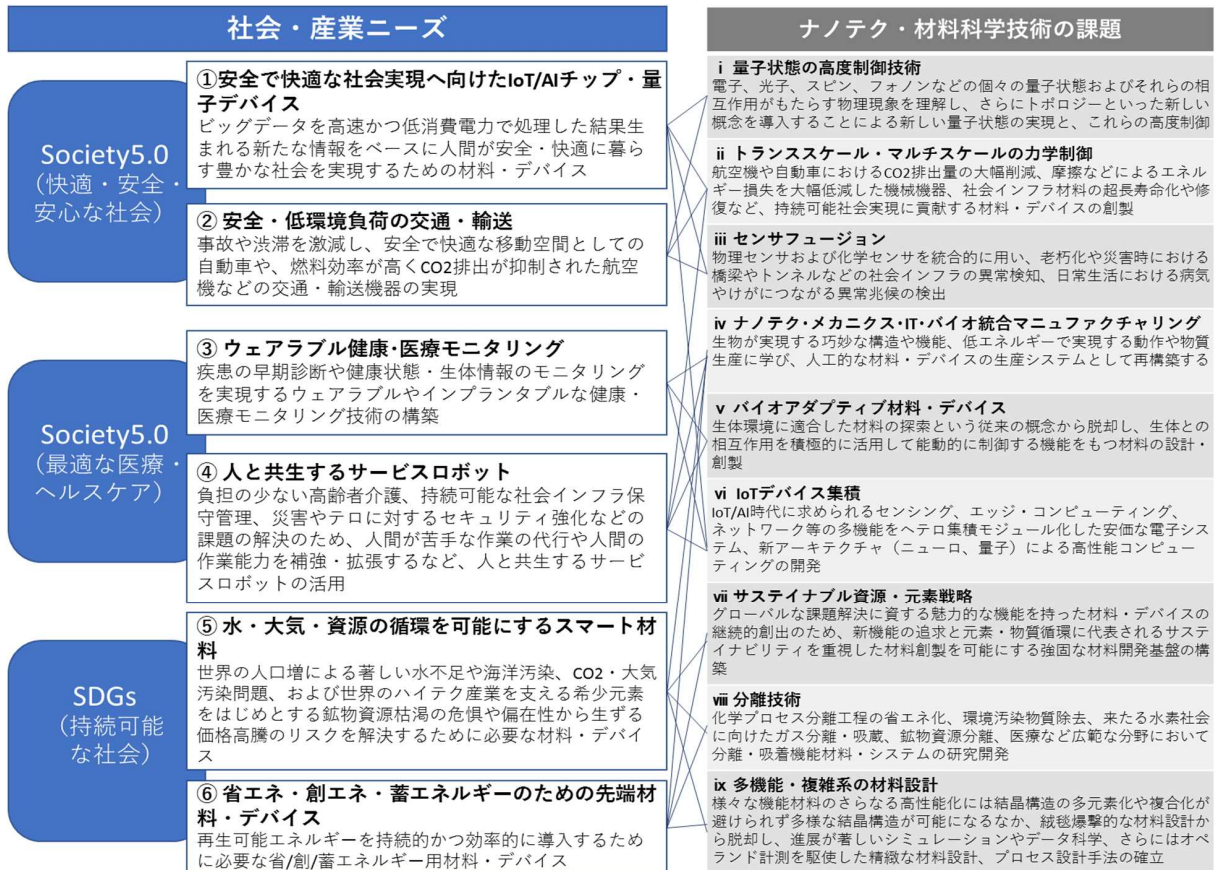 社会・産業ニーズ
Society5.0
（快適・安全・
安心な社会）
①安全で快適な社会実現へ向けたIoT/AIチップ・量
子デバイス
ビッグデータを高速かつ低消費電力で処理した結果生
まれる新たな情報をベースに人間が安全・快適に暮ら
す豊かな社会を実現するための材料・デバイス
② 安全・低環境負荷の交通・輸送
事故や渋滞を激減し、安全で快適な移動空間としての
自動車や、燃料効率が高くCO2排出が抑制された航空
機などの交通・輸送機器の実現
Society5.0
（最適な医療・
ヘルスケア）
③ ウェアラブル健康･医療モニタリング
疾患の早期診断や健康状態・生体情報のモニタリング
を実現するウェアラブルやインプランタブルな健康・
医療モニタリング技術の構築
④ 人と共生するサービスロボット
負担の少ない高齢者介護、持続可能な社会インフラ保
守管理、災害やテロに対するセキュリティ強化などの
課題の解決のため、人間が苦手な作業の代行や人間の
作業能力を補強・拡張するなど、人と共生するサービ
スロボットの活用
SDGs
（持続可能
な社会）
⑤ 水・大気・資源の循環を可能にするスマート材
料
世界の人口増による著しい水不足や海洋汚染、CO2・大気
汚染問題、および世界のハイテク産業を支える希少元素
をはじめとする鉱物資源枯渇の危惧や偏在性から生ずる
価格高騰のリスクを解決するために必要な材料・デバイ
ス
⑥ 省エネ・創エネ・蓄エネルギーのための先端材
料・デバイス
再生可能エネルギーを持続的かつ効率的に導入するため
に必要な省/創/蓄エネルギー用材料・デバイス
ナノテク・材料科学技術の課題
ⅰ 量子状態の高度制御技術
電子、光子、スピン、フォノンなどの個々の量子状態およびそれらの相
互作用がもたらす物理現象を理解し、さらにトポロジーといった新しい
概念を導入することによる新しい量子状態の実現と、これらの高度制御
ⅱ トランススケール・マルチスケールの力学制御
航空機や自動車におけるCO2排出量の大幅削減、摩擦などによるエネル
ギー損失を大幅低減した機械機器、社会インフラ材料の超長寿命化や修
復など、持続可能社会実現に貢献する材料・デバイスの創製
ⅲ センサフュージョン
物理センサおよび化学センサを統合的に用い、老朽化や災害時における
橋梁やトンネルなどの社会インフラの異常検知、日常生活における病気
やけがにつながる異常兆候の検出
ⅳ ナノテク･メカニクス･IT･バイオ統合マニュファクチャリング
生物が実現する巧妙な構造や機能、低エネルギーで実現する動作や物質
生産に学び、人工的な材料・デバイスの生産システムとして再構築する
ⅴ バイオアダプティブ材料・デバイス
生体環境に適合した材料の探索という従来の概念から脱却し、生体との
相互作用を積極的に活用して能動的に制御する機能をもつ材料の設計・
創製
ⅵ IoTデバイス集積
IoT/AI時代に求められるセンシング、エッジ・コンピューティング、
ネットワーク等の多機能をヘテロ集積モジュール化した安価な電子シス
テム、新アーキテクチャ（ニューロ、量子）による高性能コンピュー
ティングの開発
ⅶ サステイナブル資源・元素戦略
グローバルな課題解決に資する魅力的な機能を持った材料・デバイスの
継続的創出のため、新機能の追求と元素・物質循環に代表されるサステ
イナビリティを重視した材料創製を可能にする強固な材料開発基盤の構
築
ⅷ 分離技術
化学プロセス分離工程の省エネ化、環境汚染物質除去、来たる水素社会
に向けたガス分離・吸蔵、鉱物資源分離、医療など広範な分野において
分離・吸着機能材料・システムの研究開発
ⅸ 多機能・複雑系の材料設計
様々な機能材料のさらなる高性能化には結晶構造の多元素化や複合化が
避けられず多様な結晶構造が可能になるなか、絨毯爆撃的な材料設計か
ら脱却し、進展が著しいシミュレーションやデータ科学、さらにはオペ
ランド計測を駆使した精緻な材料設計、プロセス設計手法の確立